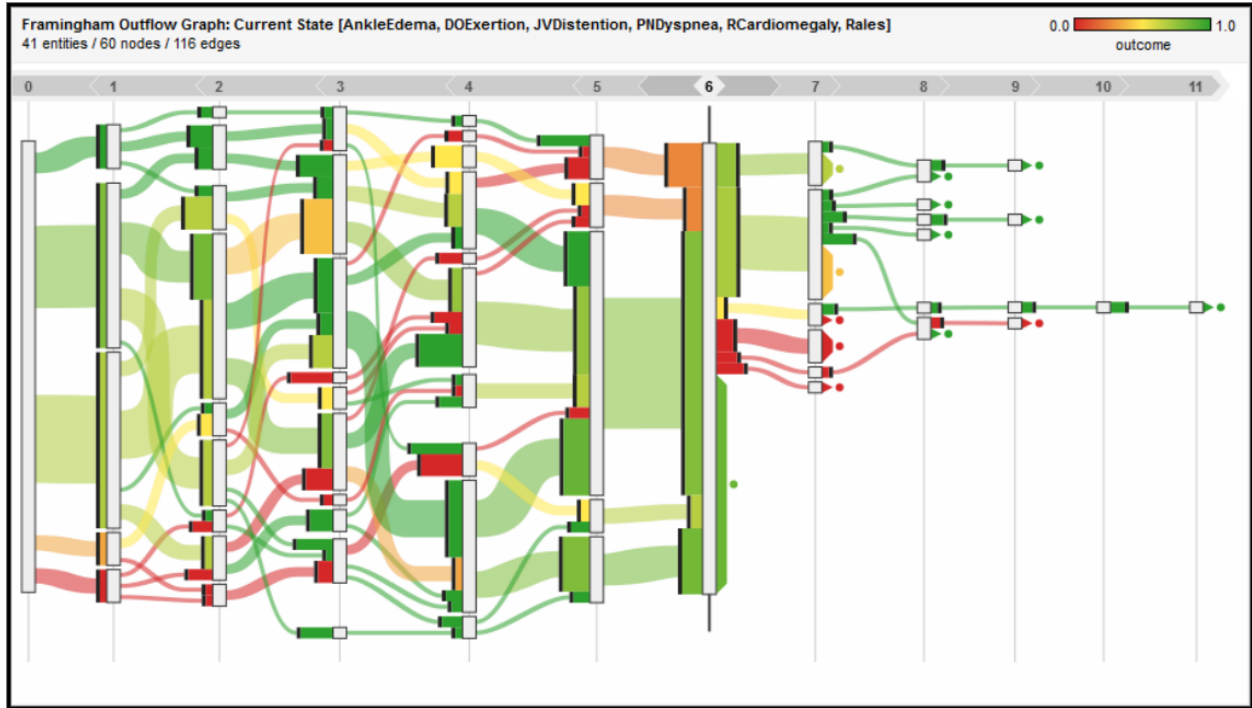 Framingham Outflow Graph: Current State [AnkleEdema, DOExertion, JVDistention, PNDyspnea, RCardiomegaly, Rales]
41 entities / 60 nodes / 116 edges
0.0 1.0
outcome
0 1 2 3 4 5 6 7 8 9 10 11